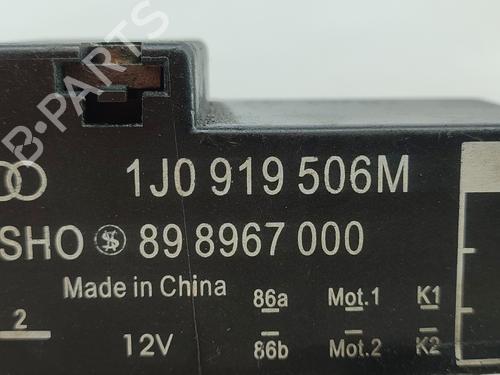 B-PARTS
1J0 919 506M
SHO $ 89 8967 000
Made in China 86a Mot.1 K1
2 12V 86b Mot.2 K2